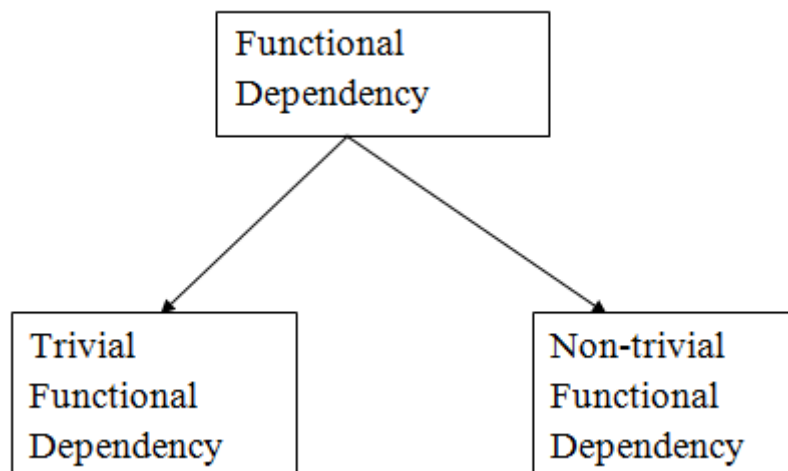 Functional
Dependency
Trivial
Functional
Dependency
Non-trivial
Functional
Dependency